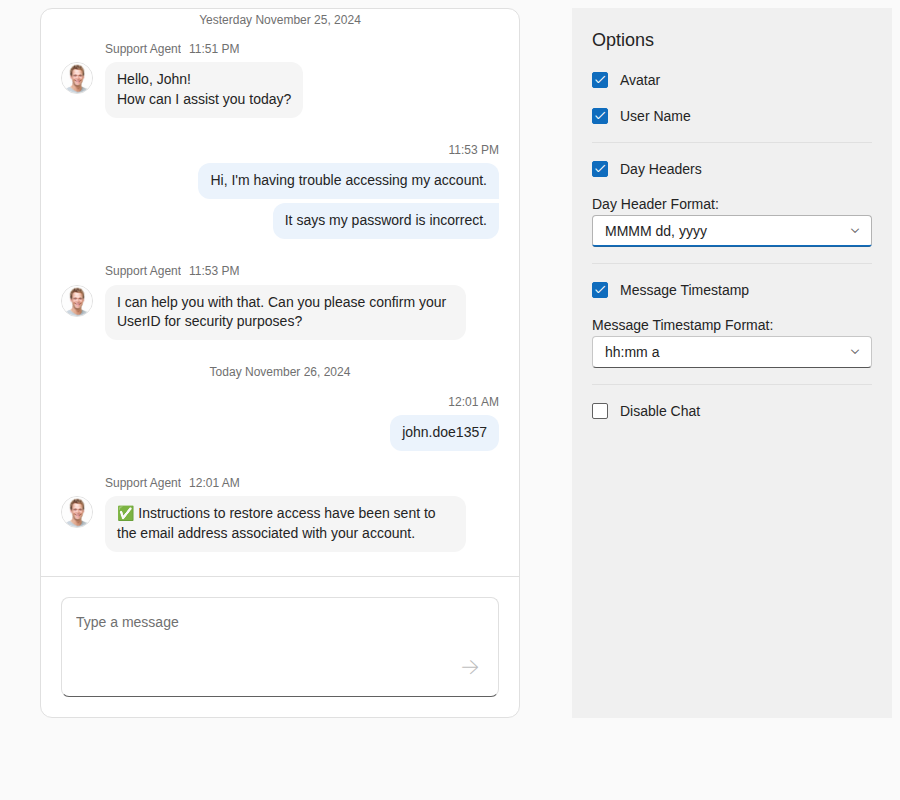 Yesterday November 25, 2024
Support Agent 11:51 PM
Hello, John!
How can I assist you today?
11:53 PM
Hi, I'm having trouble accessing my account.
It says my password is incorrect.
Support Agent 11:53 PM
I can help you with that. Can you please confirm your
UserID for security purposes?
Today November 26, 2024
12:01 AM
john.doe1357
Support Agent 12:01 AM
✅ Instructions to restore access have been sent to
the email address associated with your account.
Type a message
Options
Avatar
User Name
Day Headers
Day Header Format:
MMMM dd, yyyy
Message Timestamp
Message Timestamp Format:
hh:mm a
Disable Chat